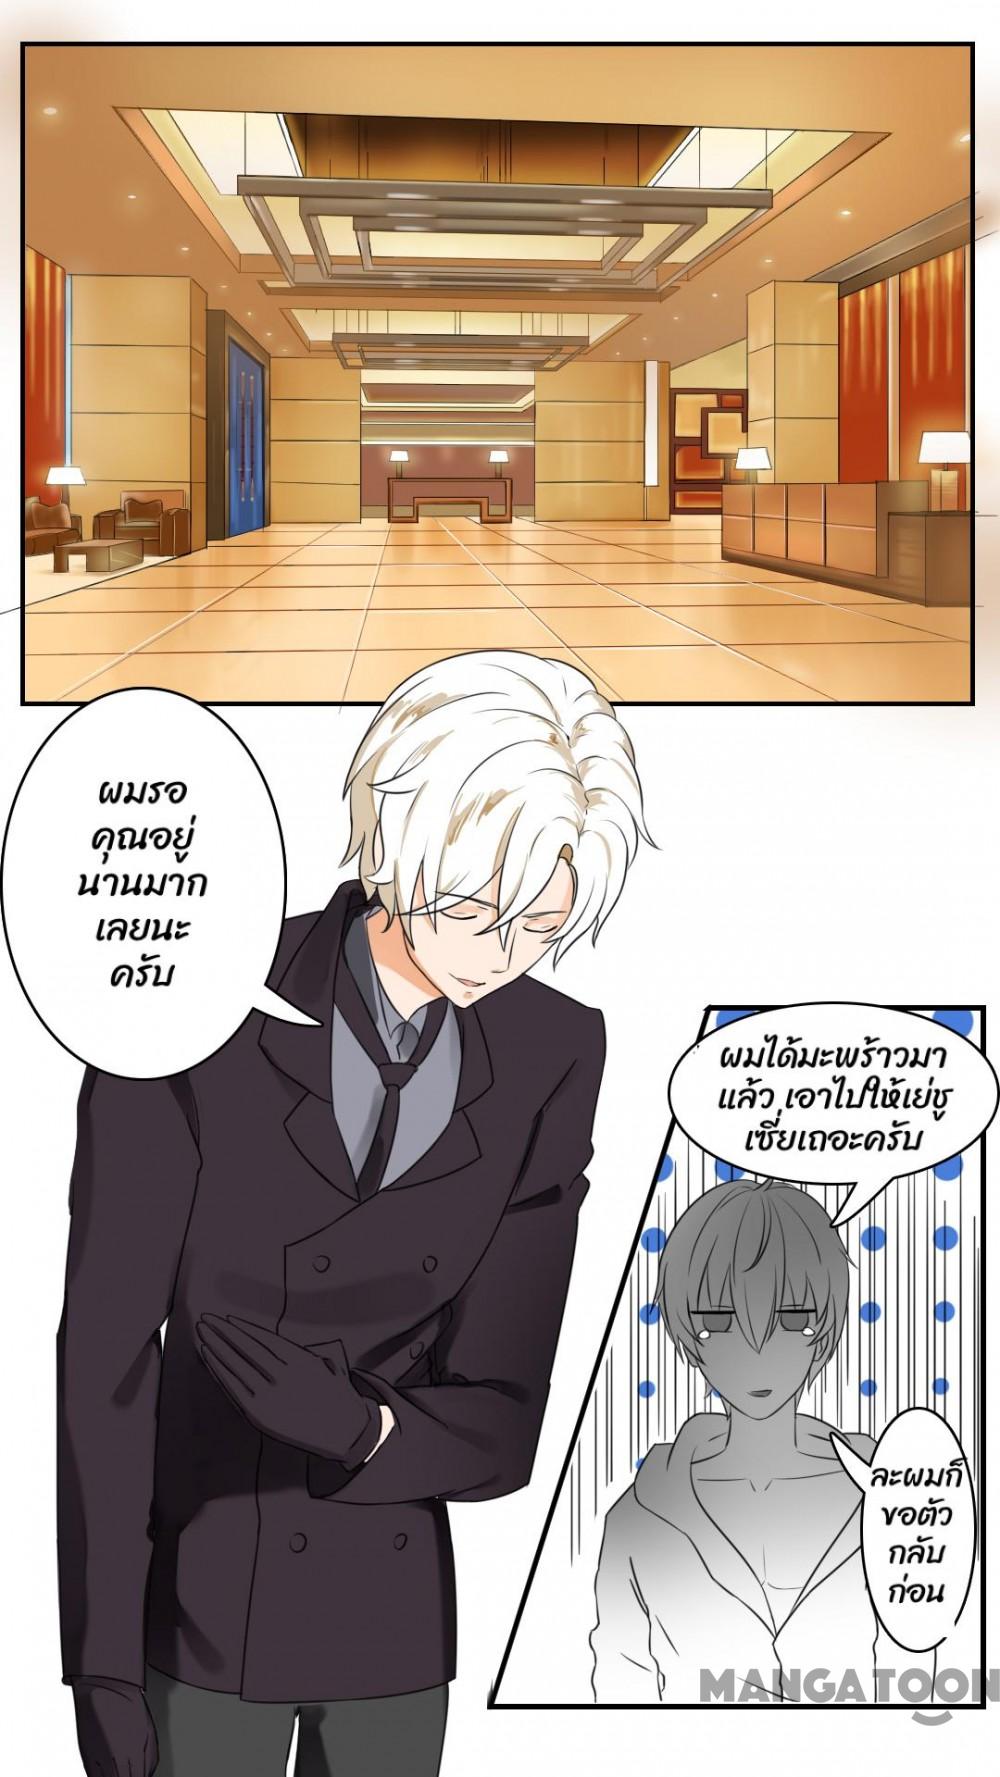 ผมรอ
คุณอยู่
นานมาก
เลยนะ
ครับ
ผมได้มะพร้าวมา
แล้ว เอาไปให้เย่ชู
เซี่ยเถอะครับ
ละผมก็
ขอตัว
กลับ
ก่อน
MANGATOON